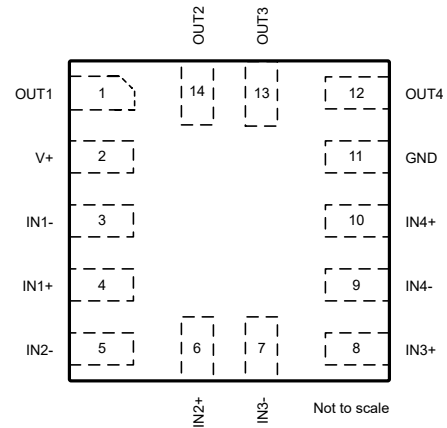 OUT2
OUT3
OUT1
1
14
13
12
OUT4
V+
2
11
GND
IN1-
3
10
IN4+
IN1+
4
9
IN4-
IN2-
5
6
7
8
IN3+
IN2+
IN3-
Not to scale